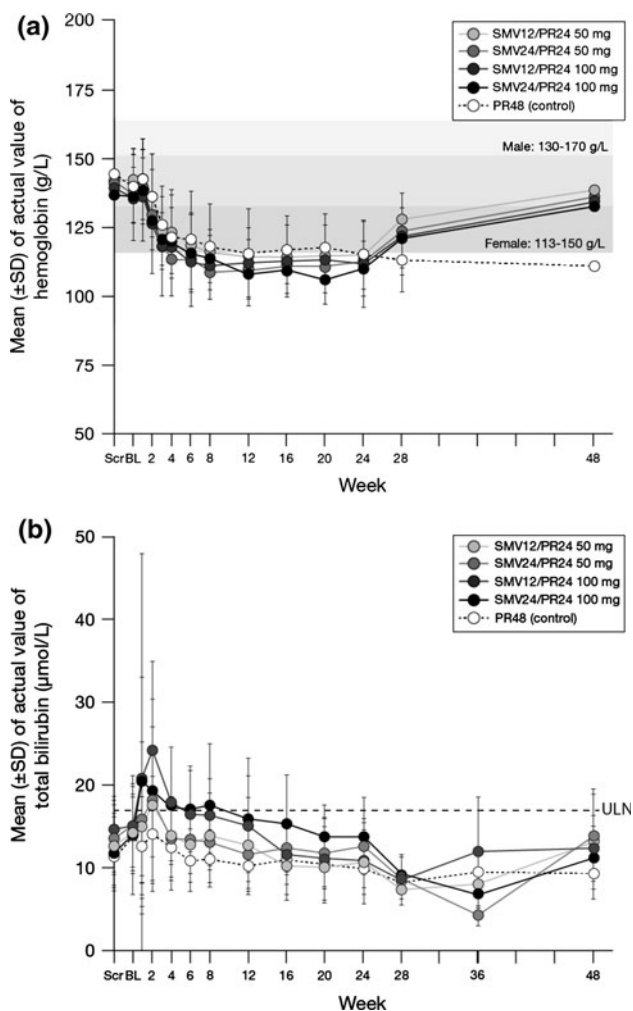 (a)
200
175
150
125
100
75
50
Mean (±SD) of actual value of
hemoglobin (g/L)
SMV12/PR24 50 mg
SMV24/PR24 50 mg
SMV12/PR24 100 mg
SMV24/PR24 100 mg
PR48 (control)
Male: 130-170 g/L
Female: 113-150 g/L
Scr BL 2 4 6 8 12 16 20 24 28 48
Week
(b)
50
40
30
20
10
0
Mean (±SD) of actual value of
total bilirubin (µmol/L)
SMV12/PR24 50 mg
SMV24/PR24 50 mg
SMV12/PR24 100 mg
SMV24/PR24 100 mg
PR48 (control)
ULN
Scr BL 2 4 6 8 12 16 20 24 28 36 48
Week